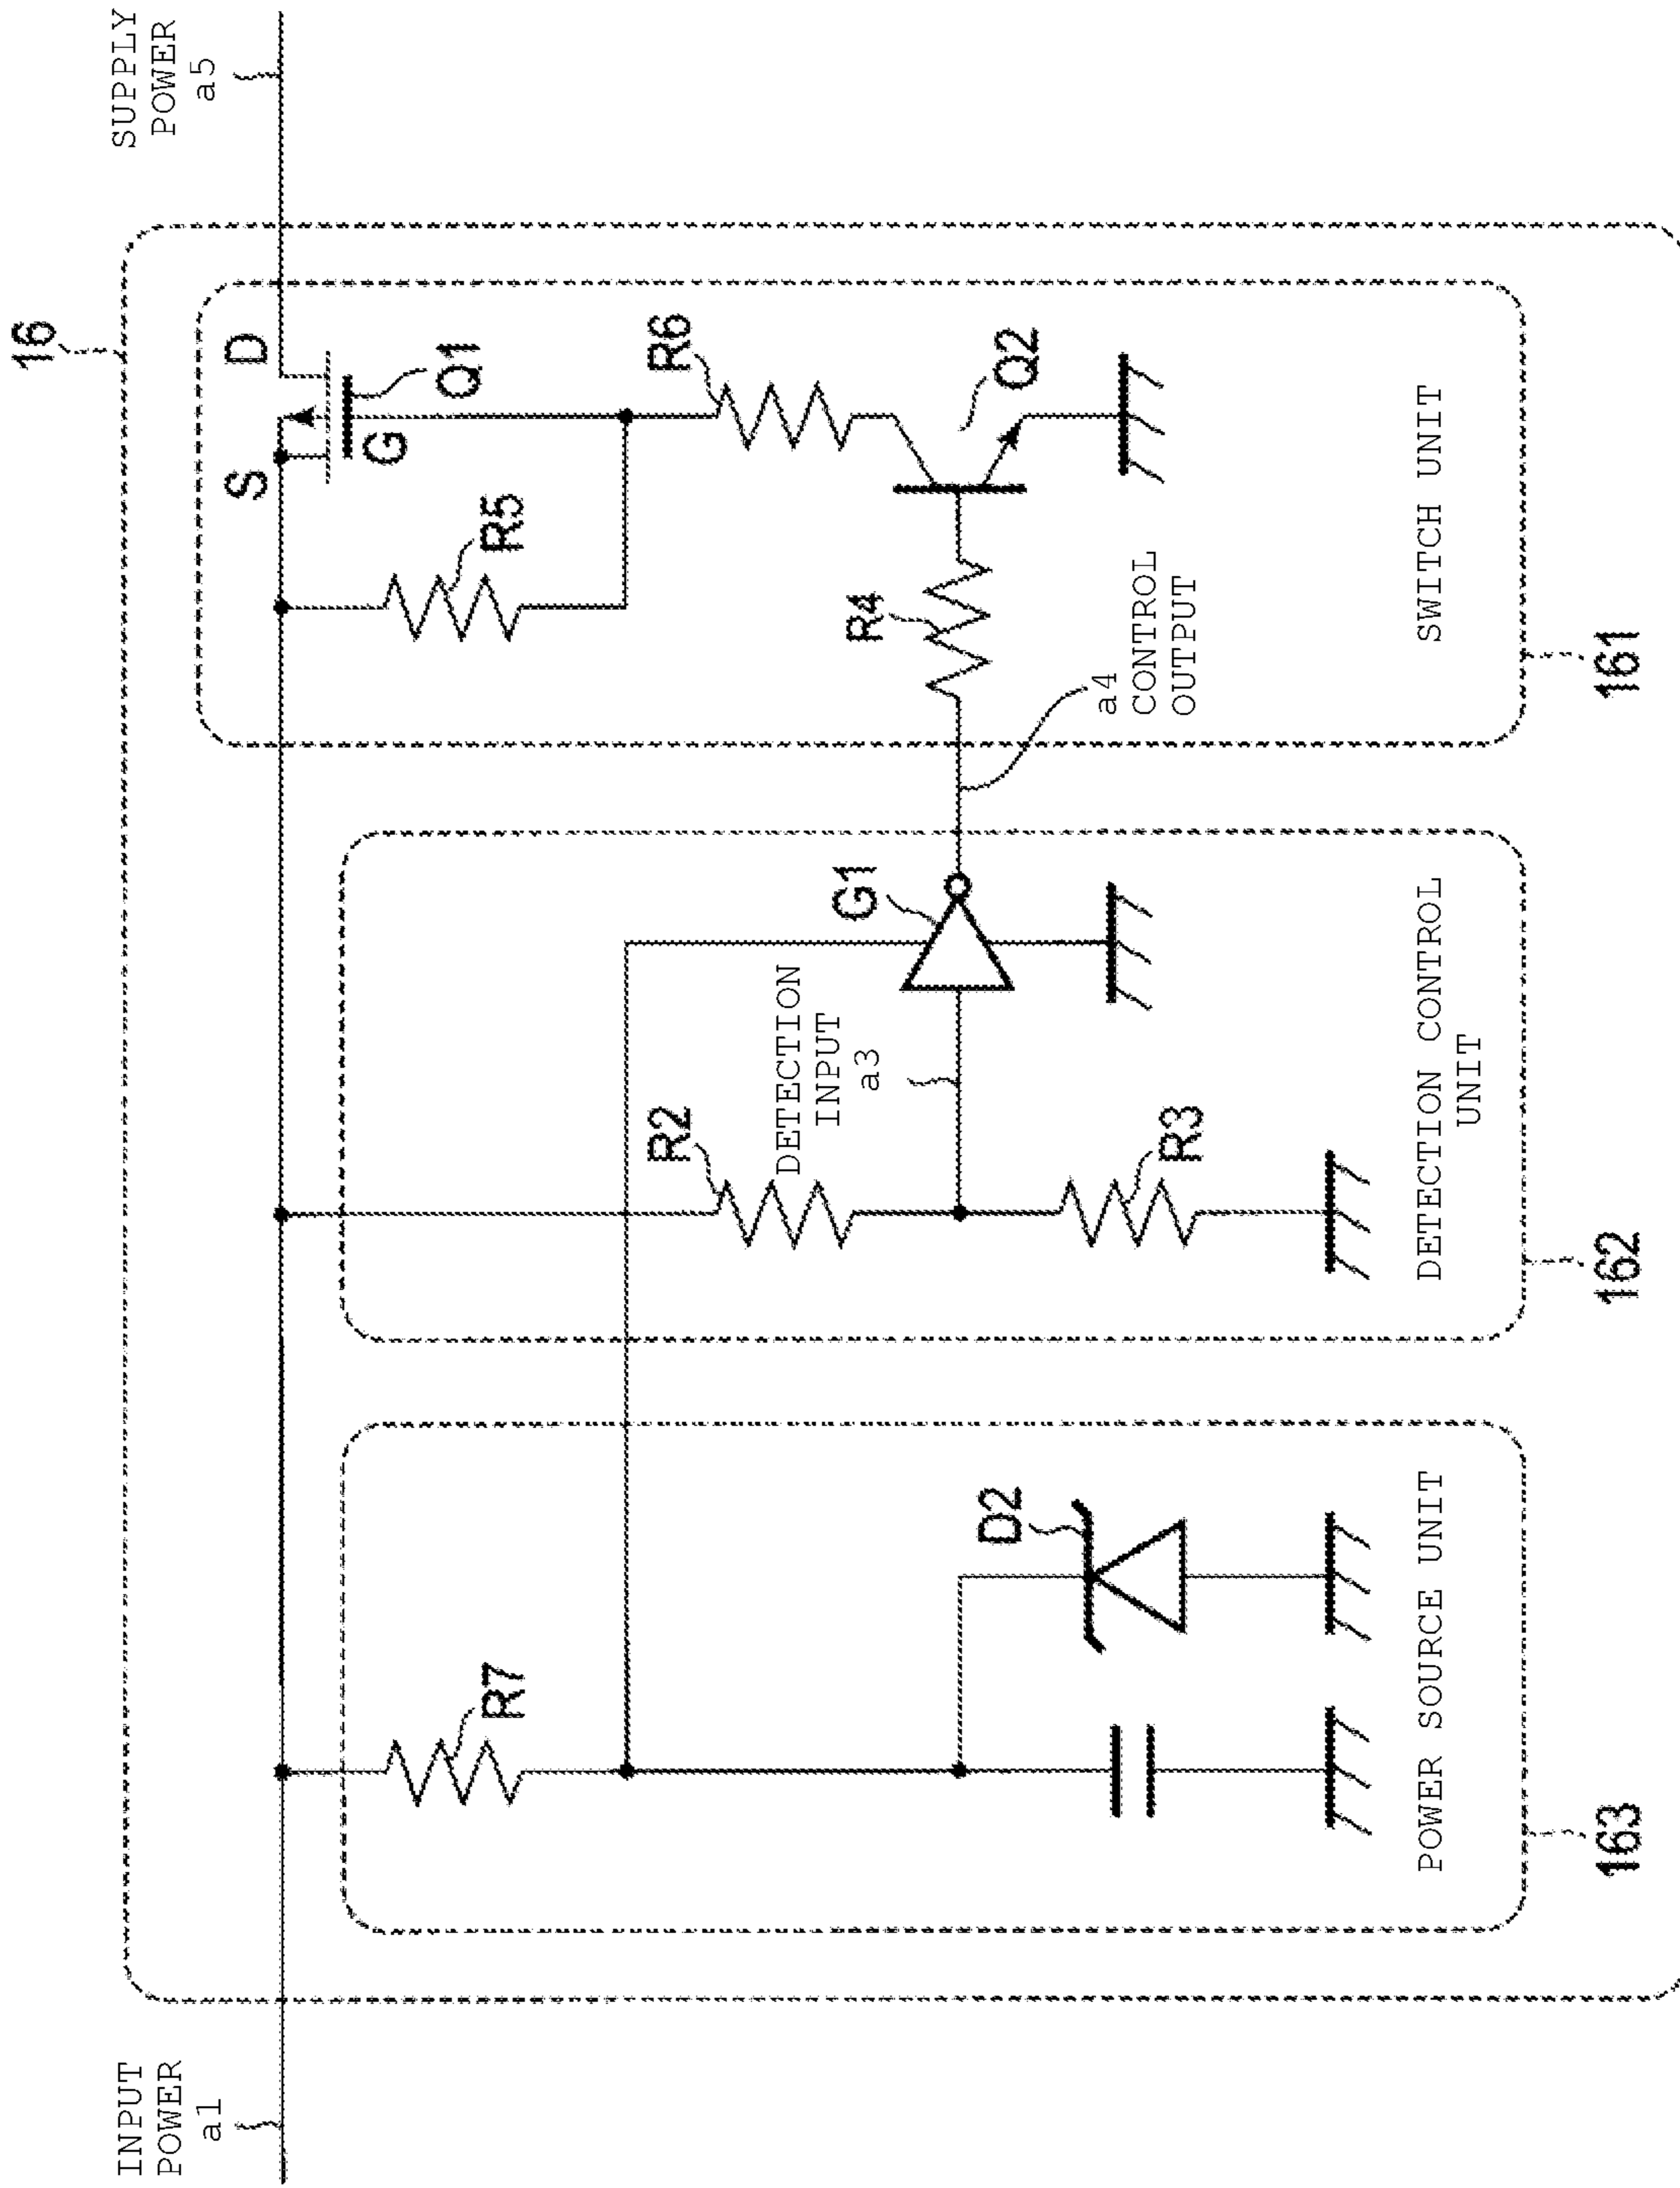 16
INPUT
POWER
a1
SUPPLY
POWER
a5
S
D
G
Q1
R5
R6
Q2
R4
a4
CONTROL
OUTPUT
SWITCH UNIT
161
G1
DETECTION
INPUT
a3
R2
R3
DETECTION CONTROL
UNIT
162
R7
D2
POWER SOURCE UNIT
163